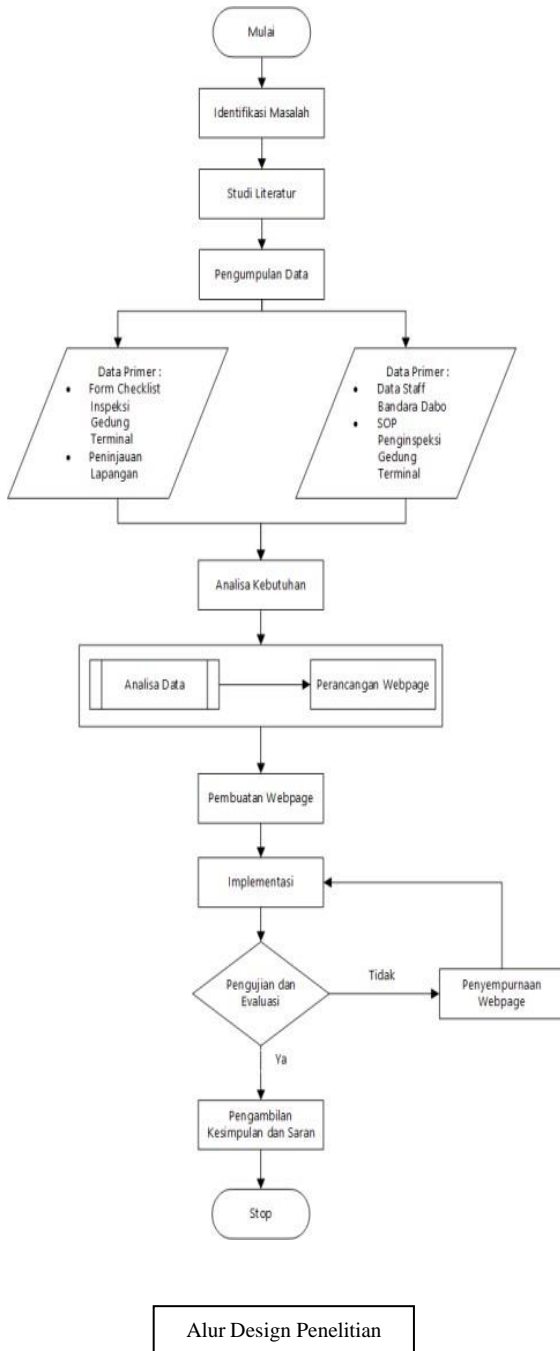 Mulai
Identifikasi Masalah
Studi Literatur
Pengumpulan Data
Data Primer :
• Form Checklist
Inspeksi
Gedung
Terminal
• Peninjauan
Lapangan
Data Primer :
• Data Staff
Bandara Dabo
• SOP
Penginspeksi
Gedung
Terminal
Analisa Kebutuhan
Analisa Data
Perancangan Webpage
Pembuatan Webpage
Implementasi
Pengujian dan
Evaluasi
Tidak
Penyempurnaan
Webpage
Ya
Pengambilan
Kesimpulan dan Saran
Stop
Alur Design Penelitian